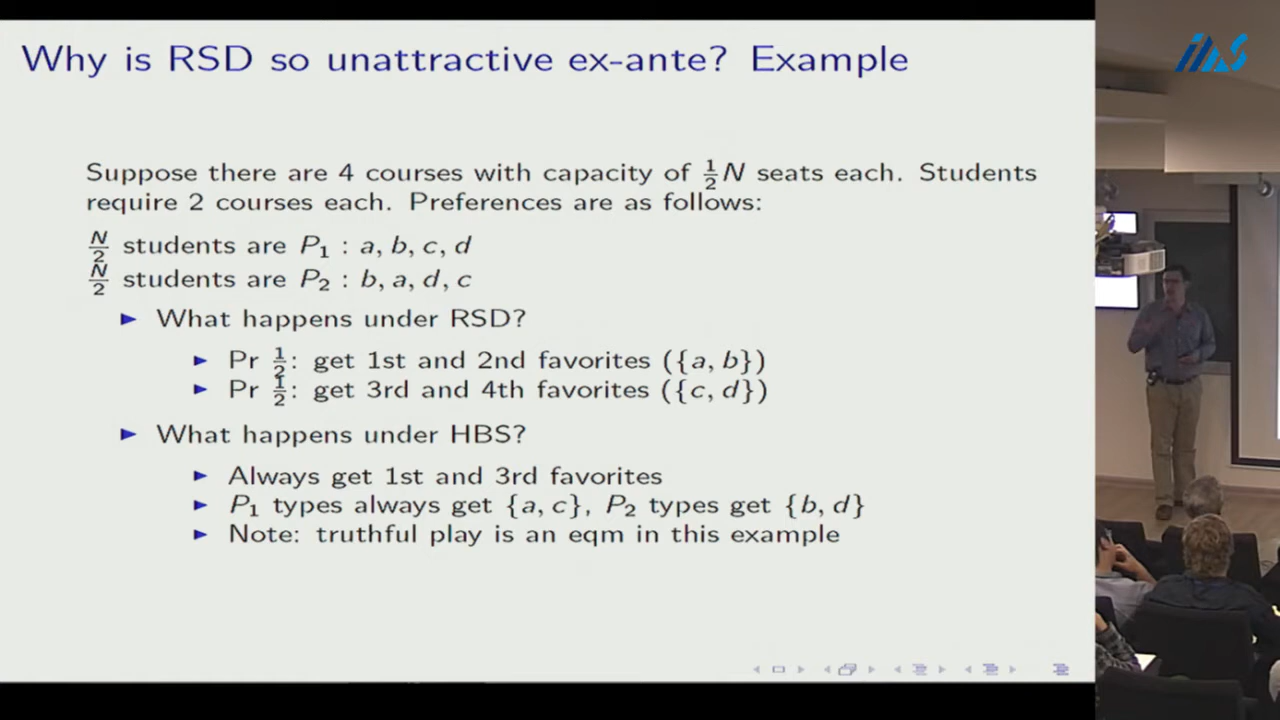 Why is RSD so unattractive ex-ante? Example
Suppose there are 4 courses with capacity of ½N seats each. Students
require 2 courses each. Preferences are as follows:
N/2 students are P₁ : a, b, c, d
N/2 students are P₂ : b, a, d, c
► What happens under RSD?
► Pr ½: get 1st and 2nd favorites ({a, b})
► Pr ½: get 3rd and 4th favorites ({c, d})
► What happens under HBS?
► Always get 1st and 3rd favorites
► P₁ types always get {a, c}, P₂ types get {b, d}
► Note: truthful play is an eqm in this example
IIAS